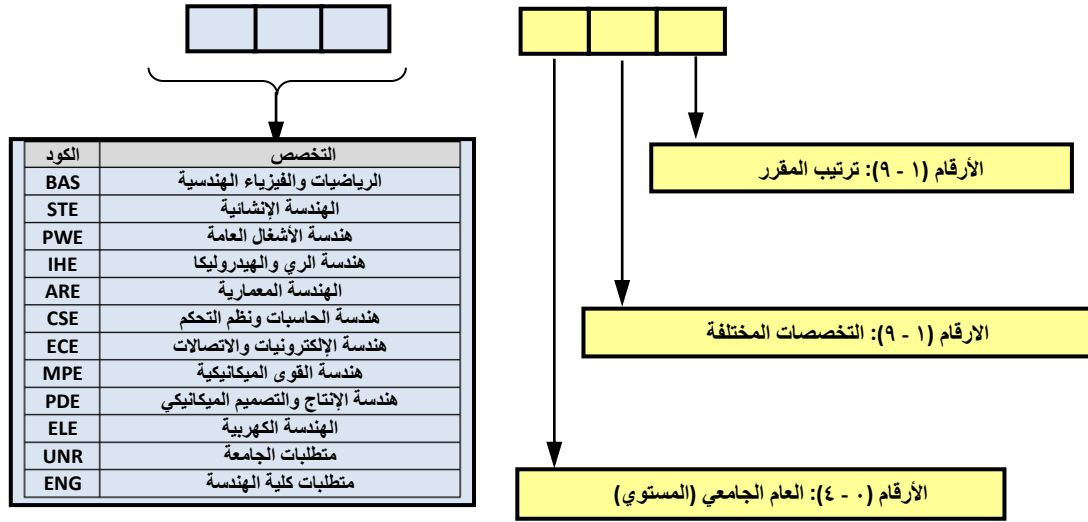 الكود التخصص
BAS الرياضيات والفيزياء الهندسية
STE الهندسة الإنشائية
PWE هندسة الأشغال العامة
IHE هندسة الري والهيدروليكا
ARE الهندسة المعمارية
CSE هندسة الحاسبات ونظم التحكم
ECE هندسة الإلكترونيات والاتصالات
MPE هندسة القوى الميكانيكية
PDE هندسة الإنتاج والتصميم الميكانيكي
ELE الهندسة الكهربية
UNR متطلبات الجامعة
ENG متطلبات كلية الهندسة
الأرقام (١ - ٩): ترتيب المقرر
الارقام (١ - ٩): التخصصات المختلفة
الأرقام (٠ - ٤): العام الجامعي (المستوي)